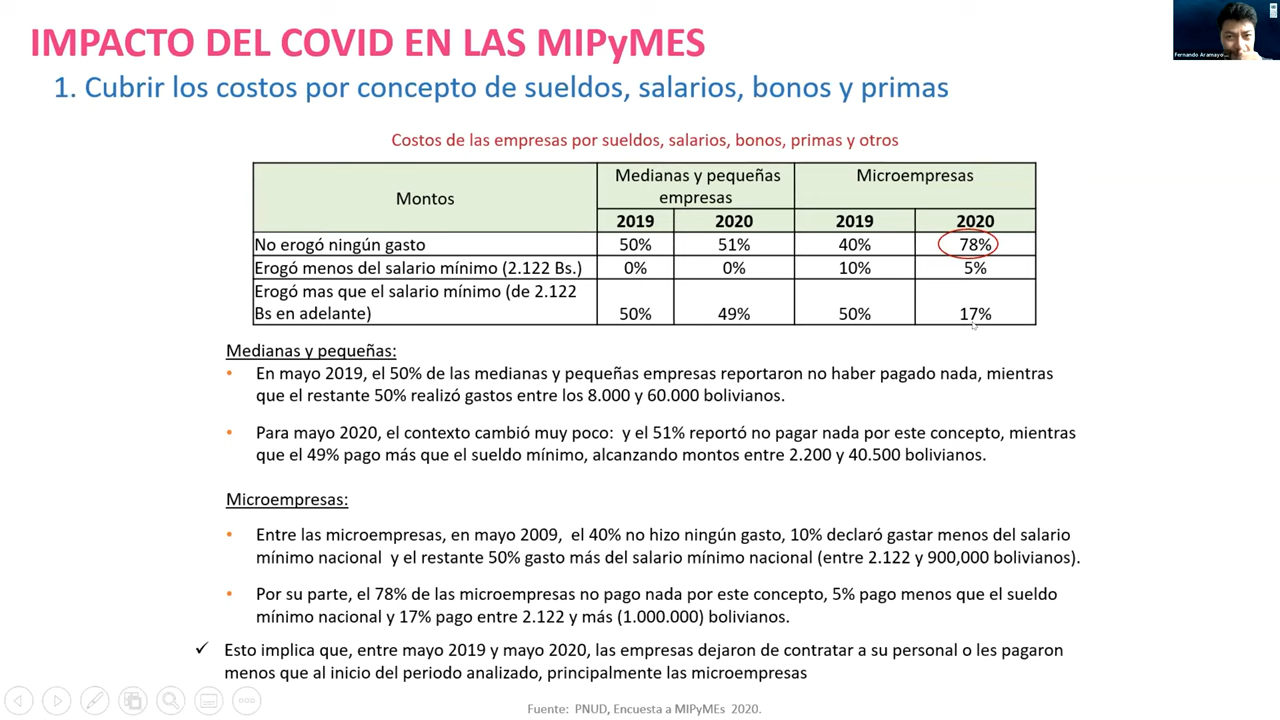 IMPACTO DEL COVID EN LAS MIPyMES
1. Cubrir los costos por concepto de sueldos, salarios, bonos y primas
Fernando Aramayo
Costos de las empresas por sueldos, salarios, bonos, primas y otros
Montos
Medianas y pequeñas empresas
Microempresas
2019 2020 2019 2020
No erogó ningún gasto 50% 51% 40% 78%
Erogó menos del salario mínimo (2.122 Bs.) 0% 0% 10% 5%
Erogó mas que el salario mínimo (de 2.122
Bs en adelante) 50% 49% 50% 17%
Medianas y pequeñas:
• En mayo 2019, el 50% de las medianas y pequeñas empresas reportaron no haber pagado nada, mientras
que el restante 50% realizó gastos entre los 8.000 y 60.000 bolivianos.
• Para mayo 2020, el contexto cambió muy poco: y el 51% reportó no pagar nada por este concepto, mientras
que el 49% pago más que el sueldo mínimo, alcanzando montos entre 2.200 y 40.500 bolivianos.
Microempresas:
• Entre las microempresas, en mayo 2009, el 40% no hizo ningún gasto, 10% declaró gastar menos del salario
mínimo nacional y el restante 50% gasto más del salario mínimo nacional (entre 2.122 y 900,000 bolivianos).
• Por su parte, el 78% de las microempresas no pago nada por este concepto, 5% pago menos que el sueldo
mínimo nacional y 17% pago entre 2.122 y más (1.000.000) bolivianos.
✓ Esto implica que, entre mayo 2019 y mayo 2020, las empresas dejaron de contratar a su personal o les pagaron
menos que al inicio del periodo analizado, principalmente las microempresas
Fuente: PNUD, Encuesta a MIPyMEs 2020.